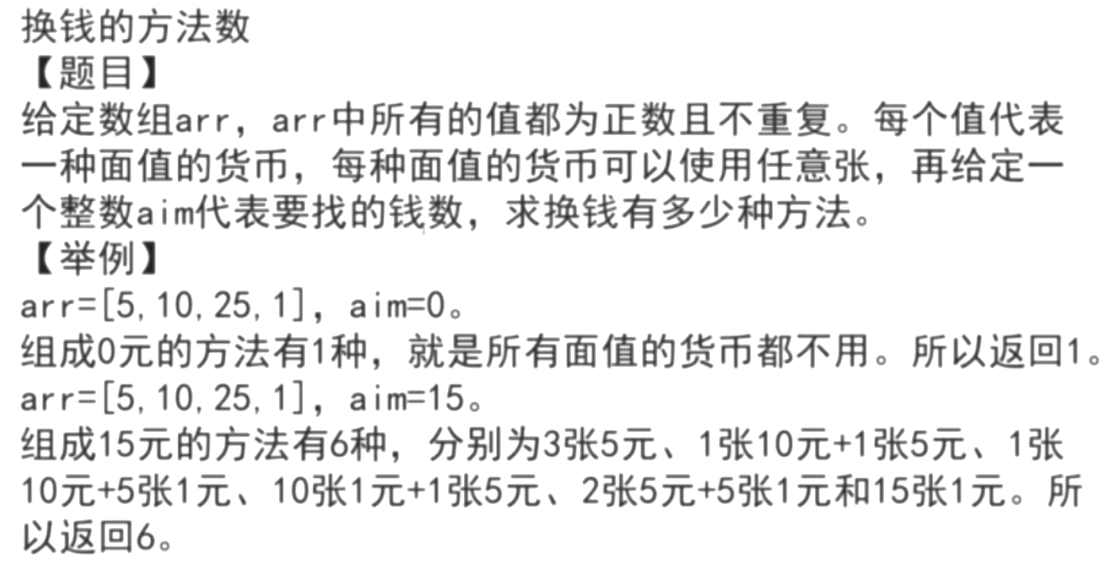 换钱的方法数
【题目】
给定数组arr，arr中所有的值都为正数且不重复。每个值代表
一种面值的货币，每种面值的货币可以使用任意张，再给定一
个整数aim代表要找的钱数，求换钱有多少种方法。
【举例】
arr=[5,10,25,1]，aim=0。
组成0元的方法有1种，就是所有面值的货币都不用。所以返回1。
arr=[5,10,25,1]，aim=15。
组成15元的方法有6种，分别为3张5元、1张10元+1张5元、1张
10元+5张1元、10张1元+1张5元、2张5元+5张1元和15张1元。所
以返回6。